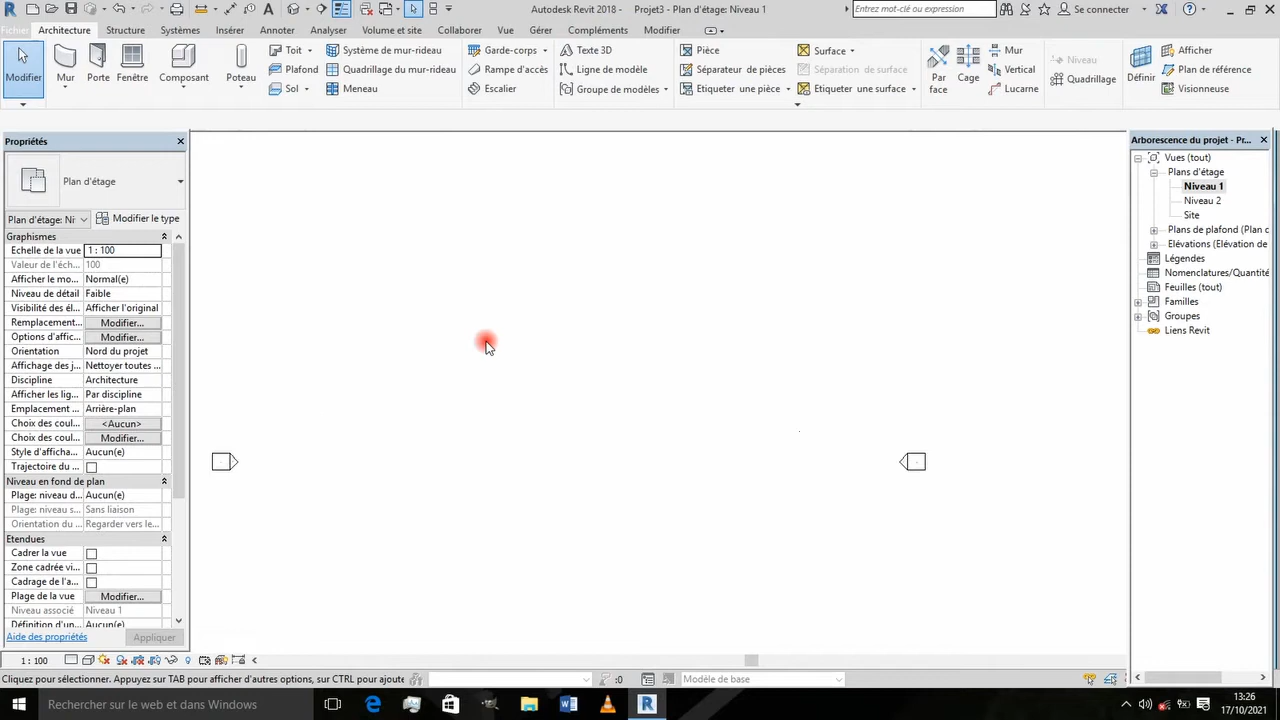 Autodesk Revit 2018 - Projet3 - Plan d'étage: Niveau 1
Entrez mot-clé ou expression
Se connecter
Fichier Architecture Structure Systèmes Insérer Annoter Analyser Volume et site Collaborer Vue Gérer Compléments Modifier
Modifier
Mur
Porte
Fenêtre
Composant
Poteau
Toit
Plafond
Sol
Système de mur-rideau
Quadrillage du mur-rideau
Meneau
Garde-corps
Rampe d'accès
Escalier
Texte 3D
Ligne de modèle
Groupe de modèles
Pièce
Séparateur de pièces
Etiqueter une pièce
Surface
Séparation de surface
Etiqueter une surface
Par
face
Cage
Mur
Vertical
Lucarne
Niveau
Quadrillage
Définir
Afficher
Plan de référence
Visionneuse
Propriétés
Plan d'étage
Plan d'étage: Ni
Modifier le type
Graphismes
Echelle de la vue 1 : 100
Valeur de l'éch... 100
Afficher le mo... Normal(e)
Niveau de détail Faible
Visibilité des él... Afficher l'original
Remplacement... Modifier...
Options d'affic... Modifier...
Orientation Nord du projet
Affichage des j... Nettoyer toutes ...
Discipline Architecture
Afficher les lig... Par discipline
Emplacement ... Arrière-plan
Choix des coul... <Aucun>
Choix des coul... Modifier...
Style d'afficha... Aucun(e)
Trajectoire du ...
Niveau en fond de plan
Plage: niveau d... Aucun(e)
Plage: niveau s... Sans liaison
Orientation du ... Regarder vers le...
Etendues
Cadrer la vue
Zone cadrée vi...
Cadrage de l'a...
Plage de la vue Modifier...
Niveau associé Niveau 1
Définition d'un... Aucun(e)
Aide des propriétés
Appliquer
Arborescence du projet - Pr...
Vues (tout)
Plans d'étage
Niveau 1
Niveau 2
Site
Plans de plafond (Plan d
Elévations (Elévation de
Légendes
Nomenclatures/Quantité
Feuilles (tout)
Familles
Groupes
Liens Revit
1 : 100
Cliquez pour sélectionner. Appuyez sur TAB pour afficher d'autres options, sur CTRL pour ajoute
:0
Modèle de base
Rechercher sur le web et dans Windows
13:26
17/10/2021